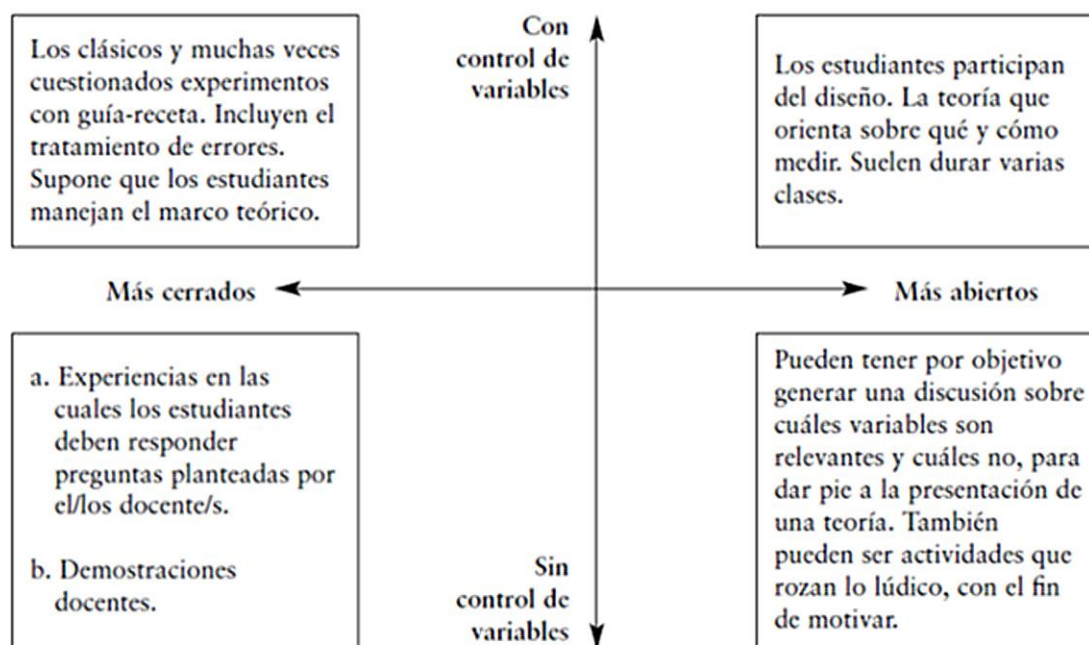 Los clásicos y muchas veces
cuestionados experimentos
con guía-receta. Incluyen el
tratamiento de errores.
Supone que los estudiantes
manejan el marco teórico.
Con
control de
variables
Los estudiantes participan
del diseño. La teoría que
orienta sobre qué y cómo
medir. Suelen durar varias
clases.
Más cerrados
Más abiertos
a. Experiencias en las
cuales los estudiantes
deben responder
preguntas planteadas por
el/los docente/s.
b. Demostraciones
docentes.
Sin
control de
variables
Pueden tener por objetivo
generar una discusión sobre
cuáles variables son
relevantes y cuáles no, para
dar pie a la presentación de
una teoría. También
pueden ser actividades que
rozan lo lúdico, con el fin
de motivar.